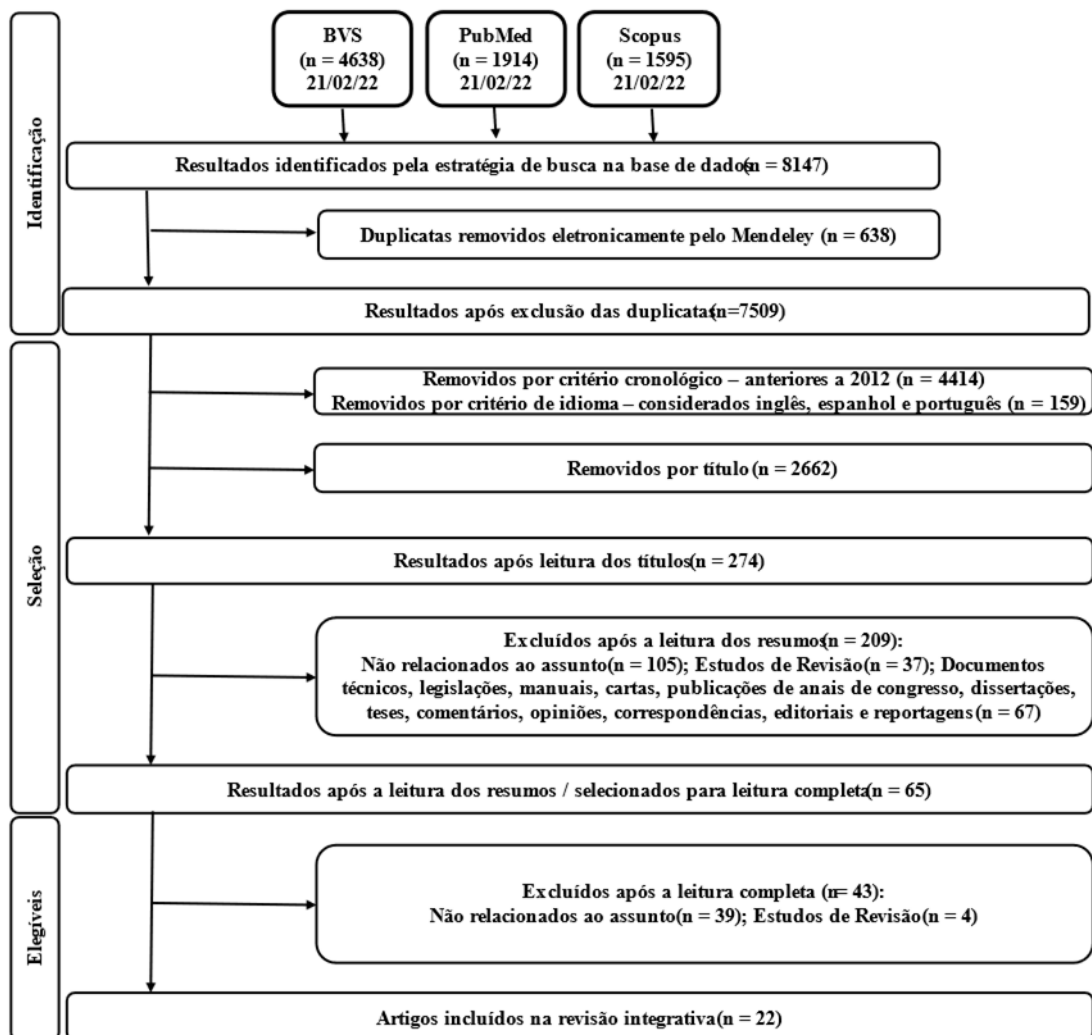 Identificação
BVS
(n = 4638)
21/02/22
PubMed
(n = 1914)
21/02/22
Scopus
(n = 1595)
21/02/22
Resultados identificados pela estratégia de busca na base de dados(n = 8147)
Duplicatas removidos eletronicamente pelo Mendeley (n = 638)
Resultados após exclusão das duplicatas(n=7509)
Seleção
Removidos por critério cronológico – anteriores a 2012 (n = 4414)
Removidos por critério de idioma – considerados inglês, espanhol e português (n = 159)
Removidos por título (n = 2662)
Resultados após leitura dos títulos(n = 274)
Excluídos após a leitura dos resumos(n = 209):
Não relacionados ao assunto(n = 105); Estudos de Revisão(n = 37); Documentos
técnicos, legislações, manuais, cartas, publicações de anais de congresso, dissertações,
teses, comentários, opiniões, correspondências, editoriais e reportagens(n = 67)
Resultados após a leitura dos resumos / selecionados para leitura completa(n = 65)
Elegíveis
Excluídos após a leitura completa (n= 43):
Não relacionados ao assunto(n = 39); Estudos de Revisão(n = 4)
Artigos incluídos na revisão integrativa(n = 22)